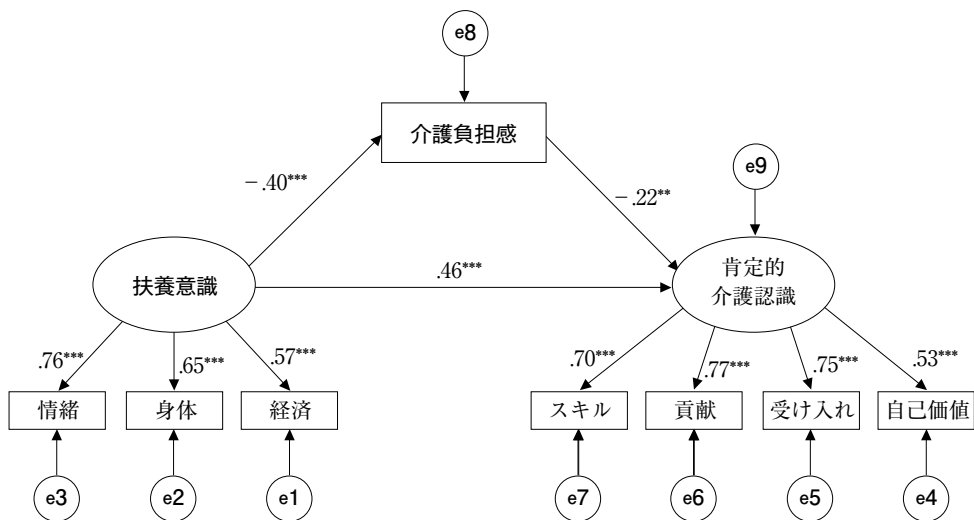 e8
介護負担感
e9
－.40***
－.22**
扶養意識
.46***
肯定的
介護認識
.76***
.65***
.57***
.70***
.77***
.75***
.53***
情緒
身体
経済
スキル
貢献
受け入れ
自己価値
e3
e2
e1
e7
e6
e5
e4